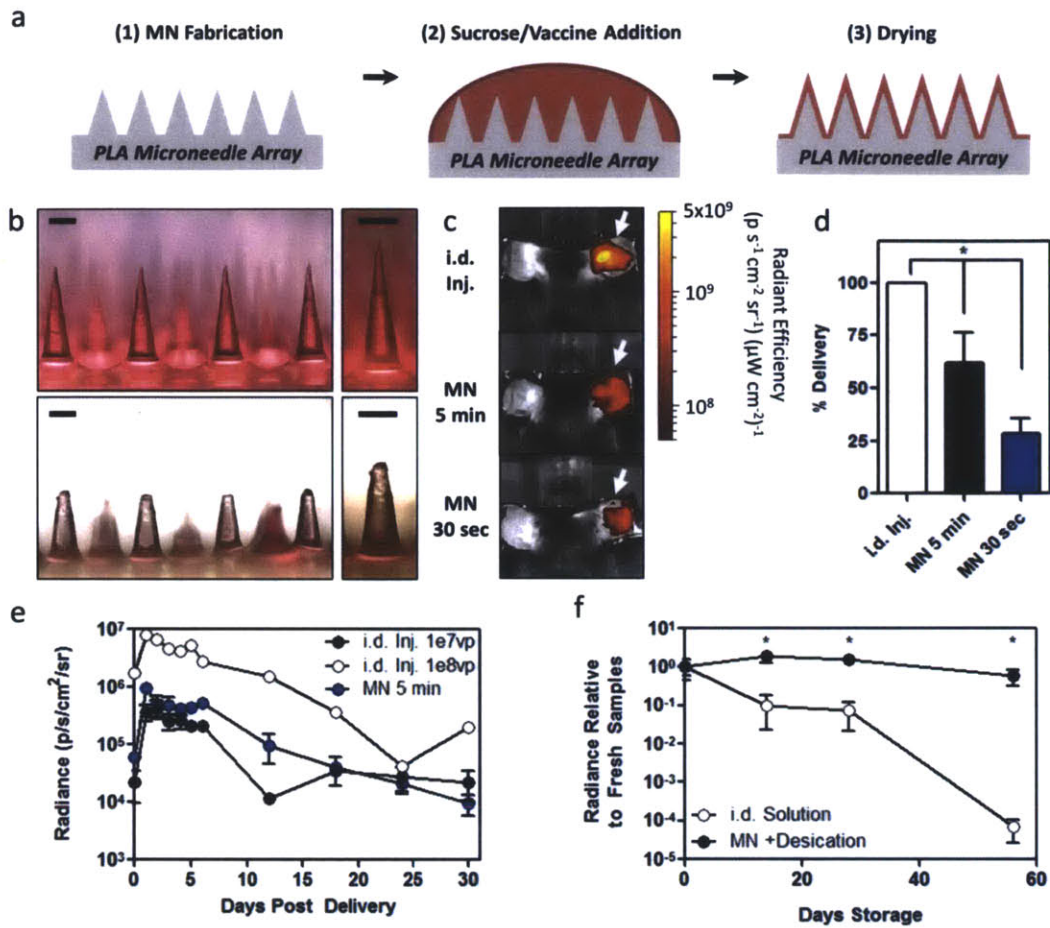 a
(1) MN Fabrication
(2) Sucrose/Vaccine Addition
(3) Drying
PLA Microneedle Array
PLA Microneedle Array
PLA Microneedle Array
b
c
i.d.
Inj.
MN
5 min
MN
30 sec
5x10⁹
10⁹
10⁸
Radiant Efficiency
(p s⁻¹ cm⁻² sr⁻¹) (µW cm⁻²)⁻¹
d
*
100
75
50
25
0
% Delivery
i.d. Inj.
MN 5 min
MN 30 sec
e
10⁷
10⁶
10⁵
10⁴
10³
Radiance (p/s/cm²/sr)
i.d. Inj. 1e7vp
i.d. Inj. 1e8vp
MN 5 min
0 5 10 15 20 25 30
Days Post Delivery
f
10¹
10⁰
10⁻¹
10⁻²
10⁻³
10⁻⁴
10⁻⁵
Radiance Relative
to Fresh Samples
* * *
i.d. Solution
MN +Desication
0 20 40 60
Days Storage